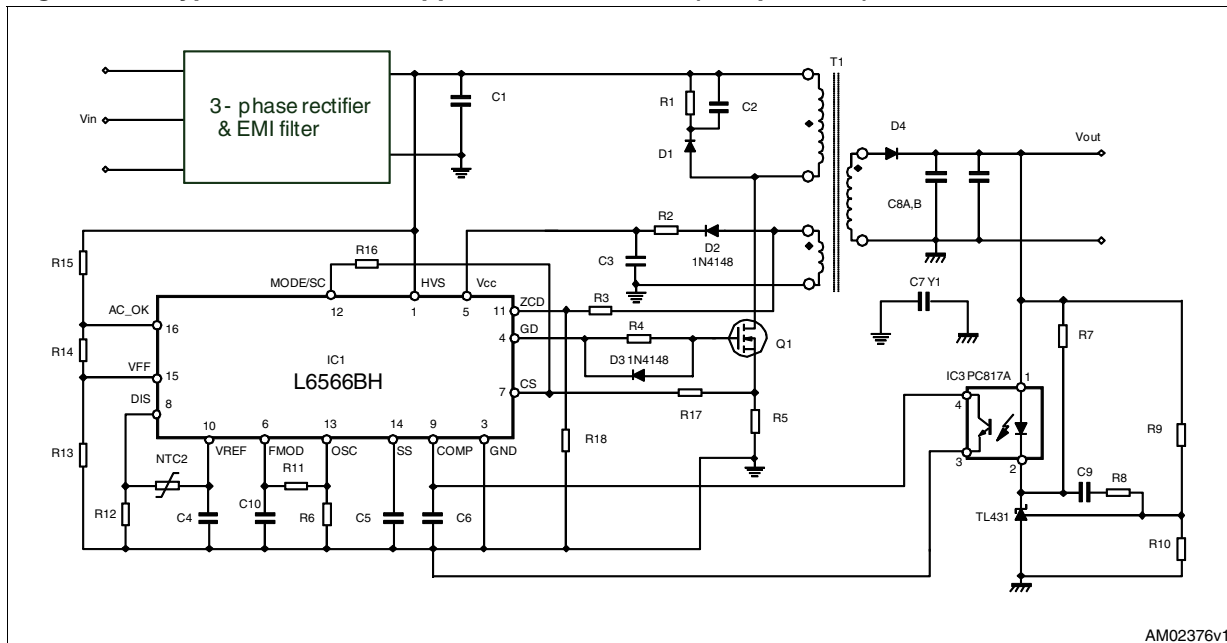 3- phase rectifier
& EMI filter
Vin
C1
R1
C2
D1
T1
D4
Vout
C8A,B
R2
D2
1N4148
C3
R16
R15
MODE/SC
HVS
Vcc
12
1
5
ZCD
11
R3
AC_OK
16
GD
4
R4
Q1
C7 Y1
R7
R14
IC1
L6566BH
D3 1N4148
VFF
15
CS
7
R17
R5
IC3 PC817A
1
4
3
2
DIS
8
10
6
13
14
9
3
VREF
FMOD
OSC
SS
COMP
GND
R18
R9
R13
NTC2
R11
C9
R8
R12
C4
C10
R6
C5
C6
TL431
R10
AM02376v1